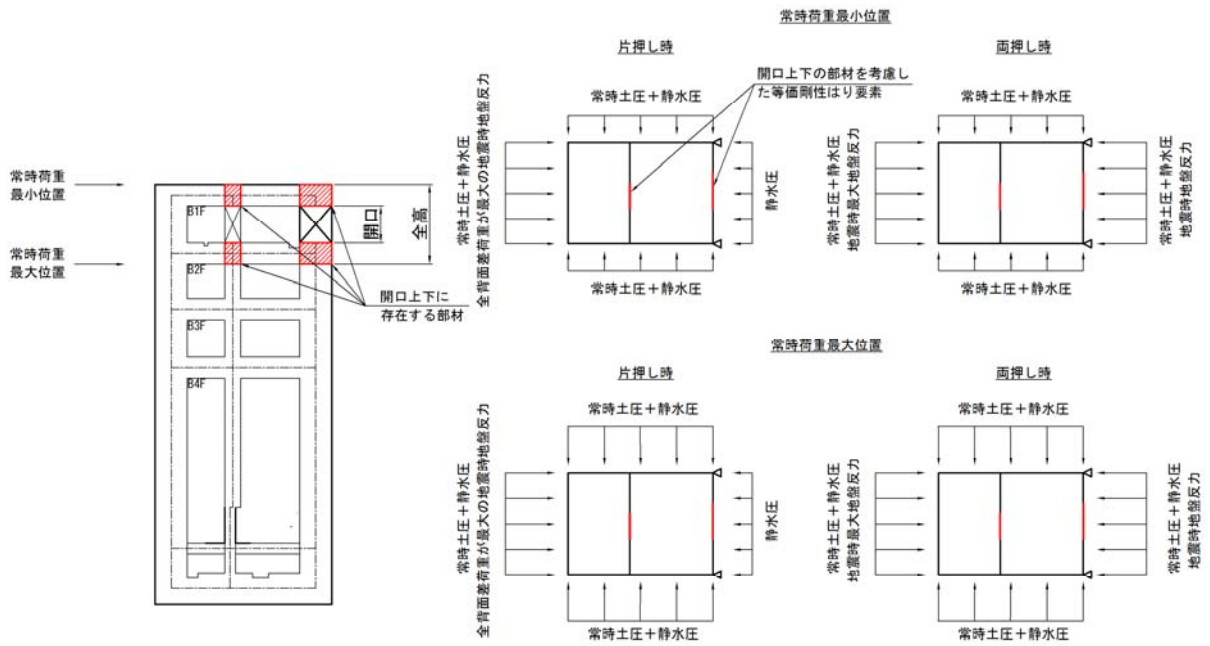 常時荷重最小位置
片押し時
両押し時
開口上下の部材を考慮し
た等価剛性はり要素
常時土圧+静水圧
常時土圧+静水圧
常時荷重
最小位置
常時荷重
最大位置
B1F
B2F
B3F
B4F
開口
全高
開口上下に
存在する部材
常時土圧+静水圧
全背面差荷重が最大の地震時地盤反力
静水圧
常時土圧+静水圧
地震時最大地盤反力
常時土圧+静水圧
地震時地盤反力
常時土圧+静水圧
常時土圧+静水圧
常時荷重最大位置
片押し時
両押し時
常時土圧+静水圧
常時土圧+静水圧
常時土圧+静水圧
全背面差荷重が最大の地震時地盤反力
静水圧
常時土圧+静水圧
地震時最大地盤反力
常時土圧+静水圧
地震時地盤反力
常時土圧+静水圧
常時土圧+静水圧